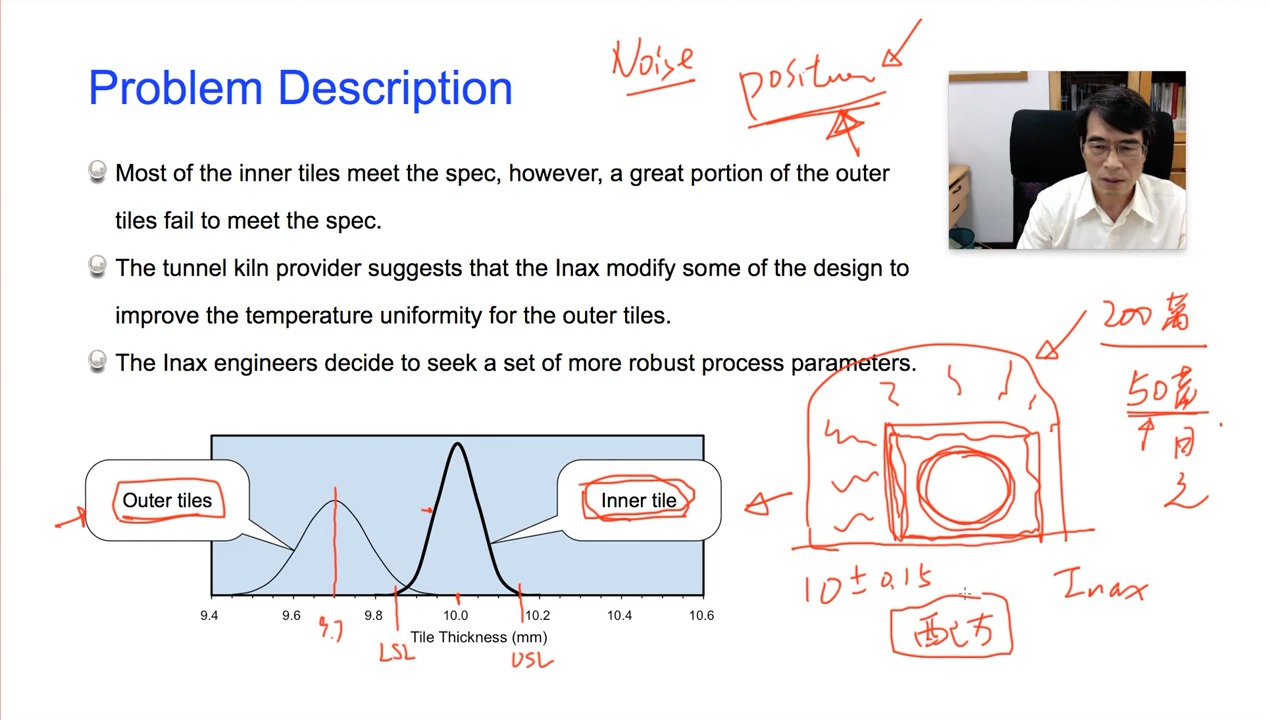 Noise
position
Problem Description
Most of the inner tiles meet the spec, however, a great portion of the outer
tiles fail to meet the spec.
The tunnel kiln provider suggests that the Inax modify some of the design to
improve the temperature uniformity for the outer tiles.
The Inax engineers decide to seek a set of more robust process parameters.
200萬
50萬
日
元
Outer tiles
Inner tile
9.4
9.6
9.8
10.0
10.2
10.4
10.6
9.7
Tile Thickness (mm)
LSL
USL
10 ± 0.15
Inax
配方